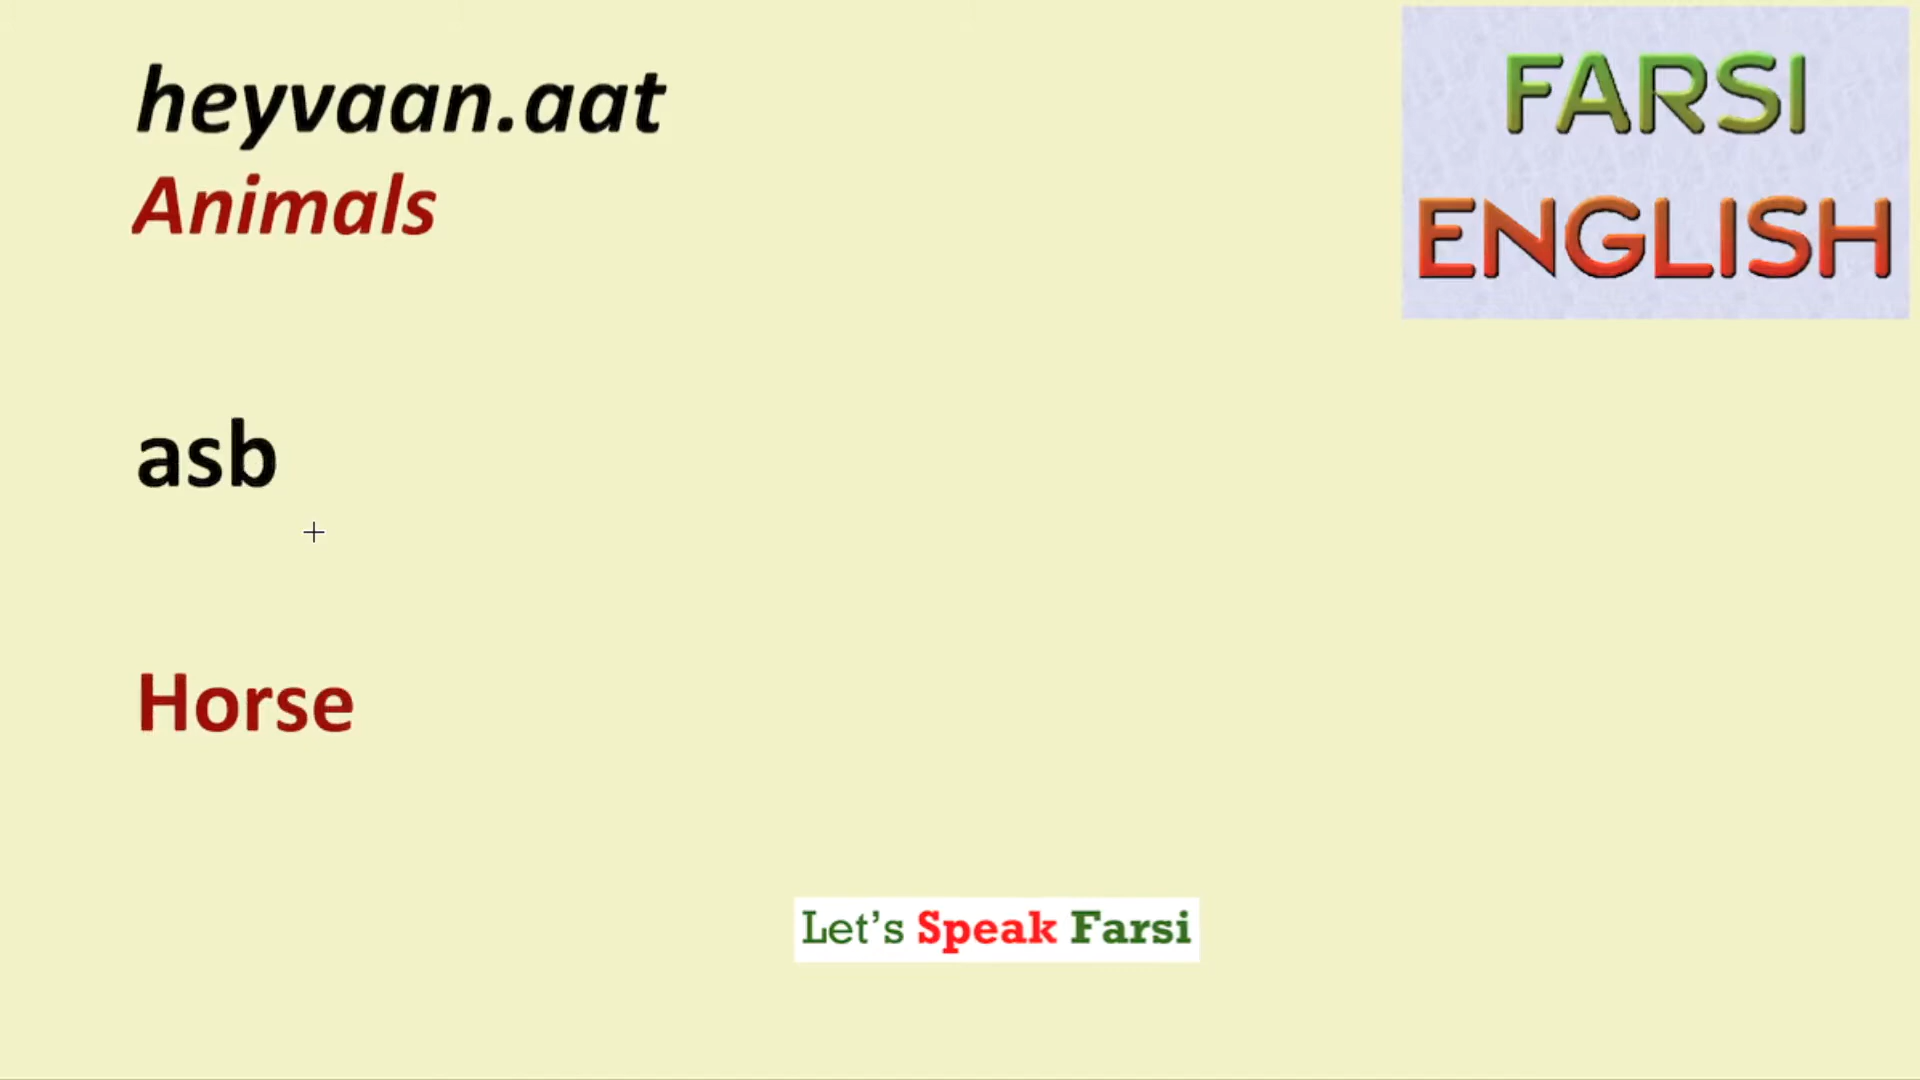 heyvaan.aat
Animals
FARSI
ENGLISH
asb
Horse
Let's Speak Farsi